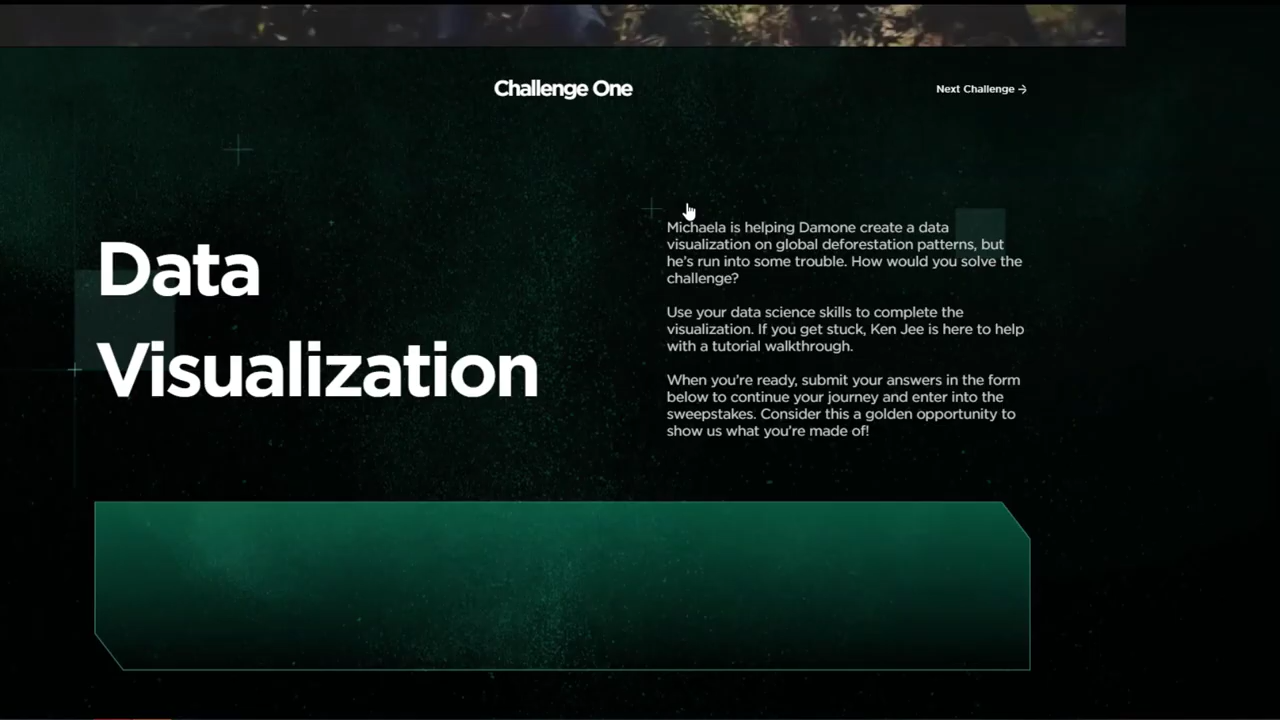 Challenge One
Next Challenge →
Data
Visualization
Michaela is helping Damone create a data
visualization on global deforestation patterns, but
he’s run into some trouble. How would you solve the
challenge?
Use your data science skills to complete the
visualization. If you get stuck, Ken Jee is here to help
with a tutorial walkthrough.
When you’re ready, submit your answers in the form
below to continue your journey and enter into the
sweepstakes. Consider this a golden opportunity to
show us what you’re made of!